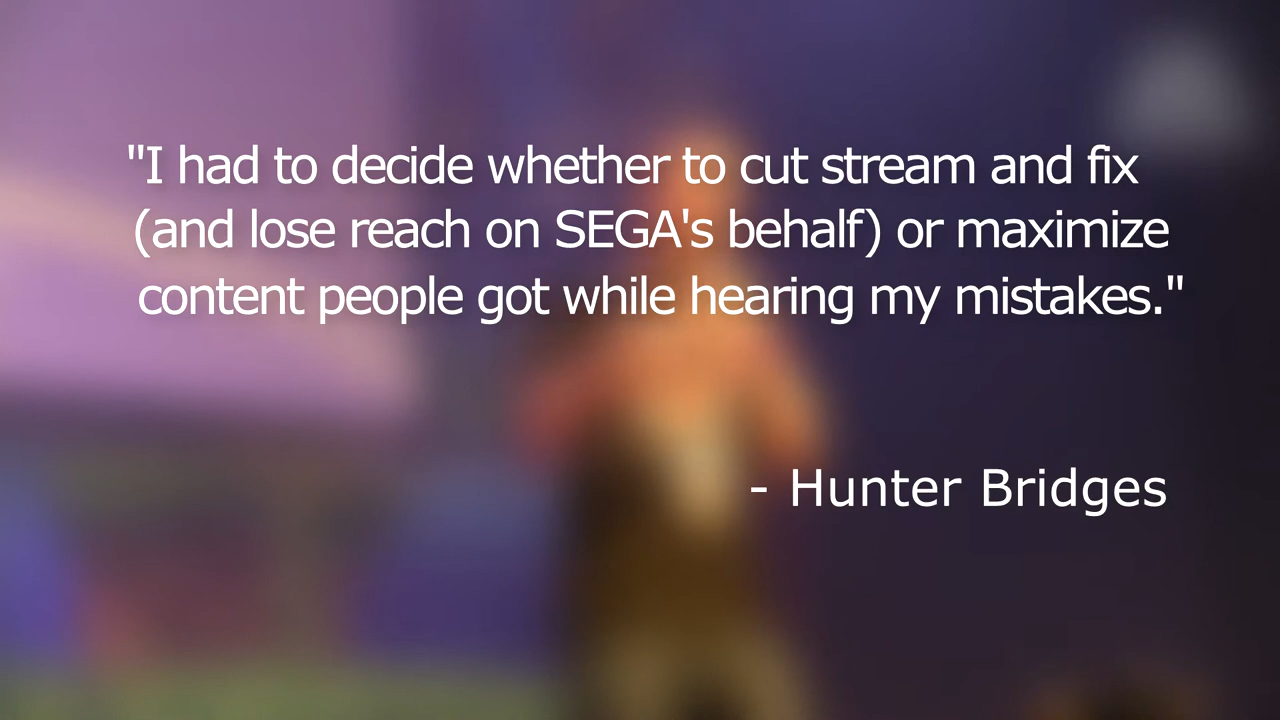 "I had to decide whether to cut stream and fix
(and lose reach on SEGA's behalf) or maximize
content people got while hearing my mistakes."
- Hunter Bridges